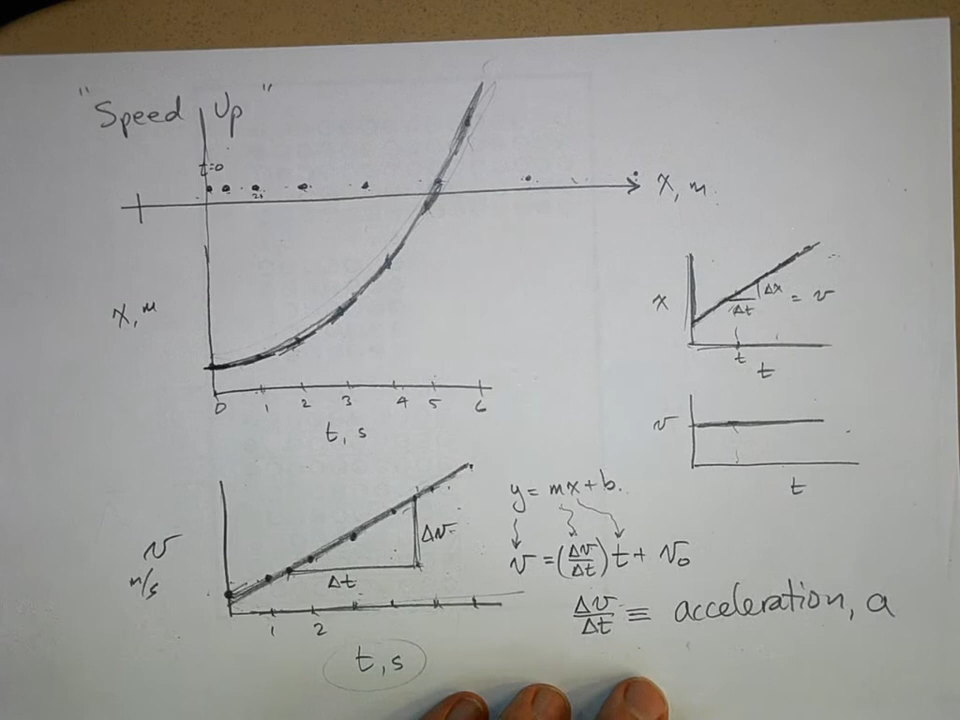 "Speed Up"
t=0
x, m
x, m
0 1 2 3 4 5 6
t, s
x
Δx
Δt
= v
t
t
v
t
v
m/s
Δv
Δt
1 2
t, s
y = mx + b.
v = (Δv/Δt) t + v₀
Δv/Δt ≡ acceleration, a